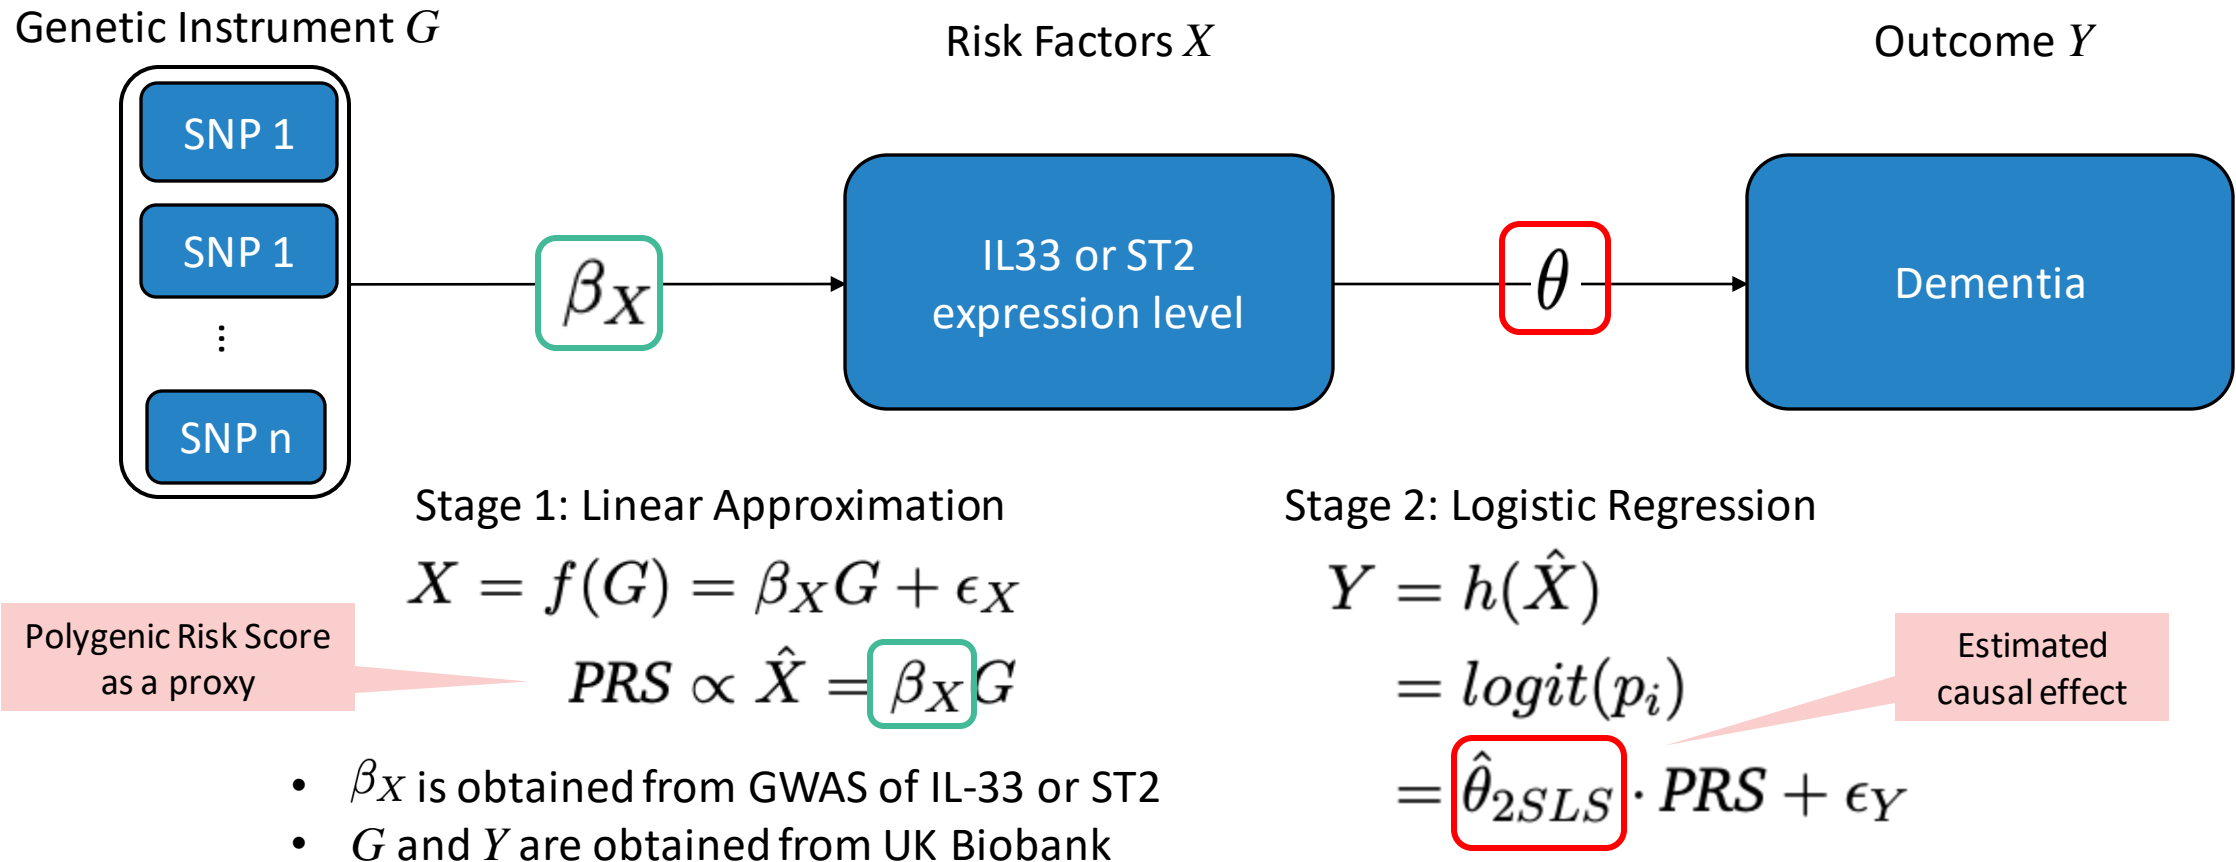 Genetic Instrument G
Risk Factors X
Outcome Y
SNP 1
SNP 1
⋮
SNP n
β_X
IL33 or ST2
expression level
θ
Dementia
Stage 1: Linear Approximation
X = f(G) = β_X G + ϵ_X
Polygenic Risk Score
as a proxy
PRS ∝ X̂ = β_X G
• β_X is obtained from GWAS of IL-33 or ST2
• G and Y are obtained from UK Biobank
Stage 2: Logistic Regression
Y = h(X̂)
= logit(p_i)
= θ̂_2SLS · PRS + ϵ_Y
Estimated
causal effect